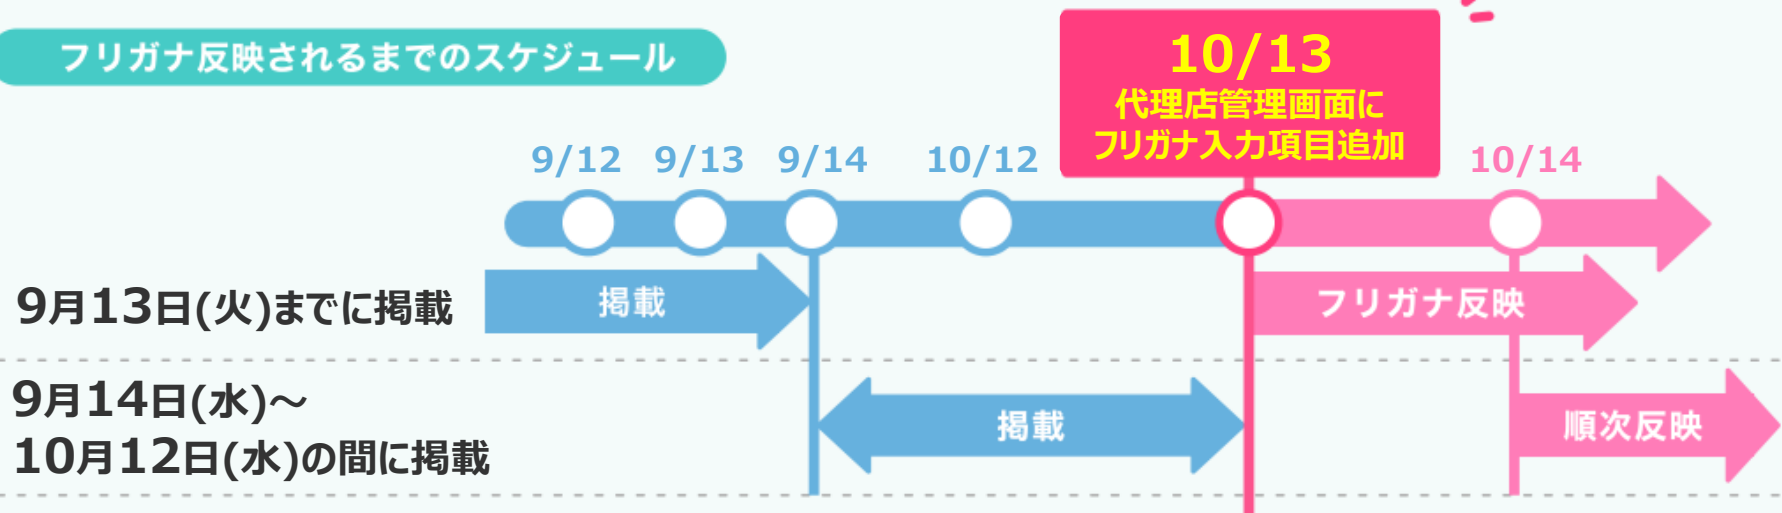 フリガナ反映されるまでのスケジュール
10/13
代理店管理画面に
フリガナ入力項目追加
9/12 9/13 9/14 10/12 10/14
9月13日(火)までに掲載
掲載
フリガナ反映
9月14日(水)～
10月12日(水)の間に掲載
掲載
順次反映